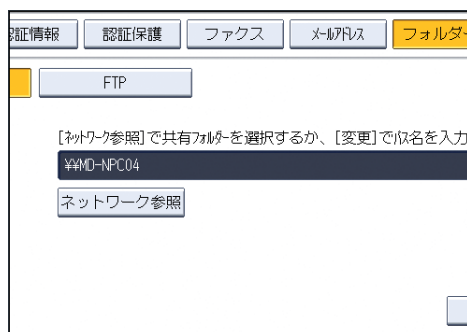 認証情報 認証保護 ファクス メールアドレス フォルダー
FTP
[ネットワーク参照]で共有フォルダーを選択するか、[変更]でパス名を入力
¥¥MD-NPC04
ネットワーク参照